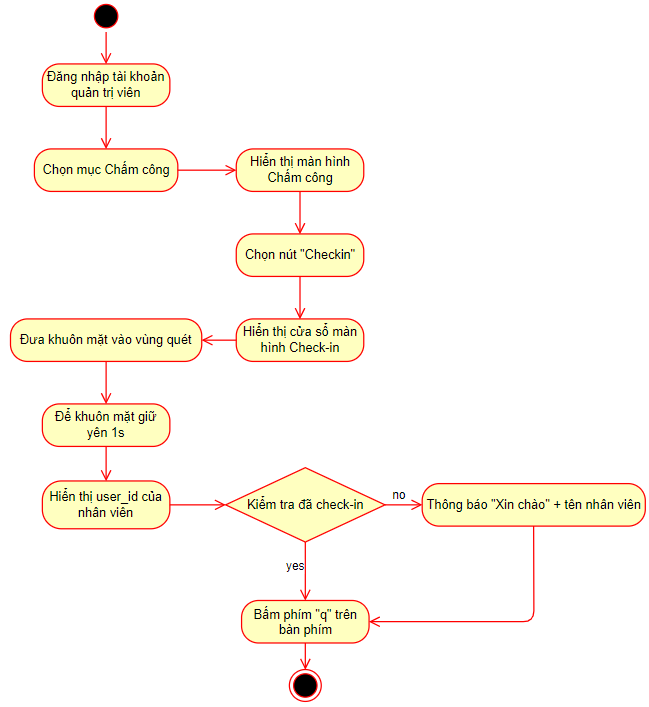 Đăng nhập tài khoản
quản trị viên
Chọn mục Chấm công
Hiển thị màn hình
Chấm công
Chọn nút "Checkin"
Hiển thị cửa sổ màn
hình Check-in
Đưa khuôn mặt vào vùng quét
Để khuôn mặt giữ
yên 1s
Hiển thị user_id của
nhân viên
Kiểm tra đã check-in
no
Thông báo "Xin chào" + tên nhân viên
yes
Bấm phím "q" trên
bàn phím